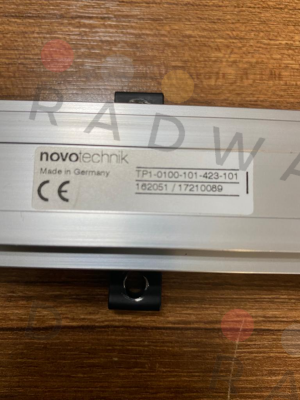 RADWA
novotechnik
Made in Germany
CE
TP1-0100-101-423-101
162051 / 17210089